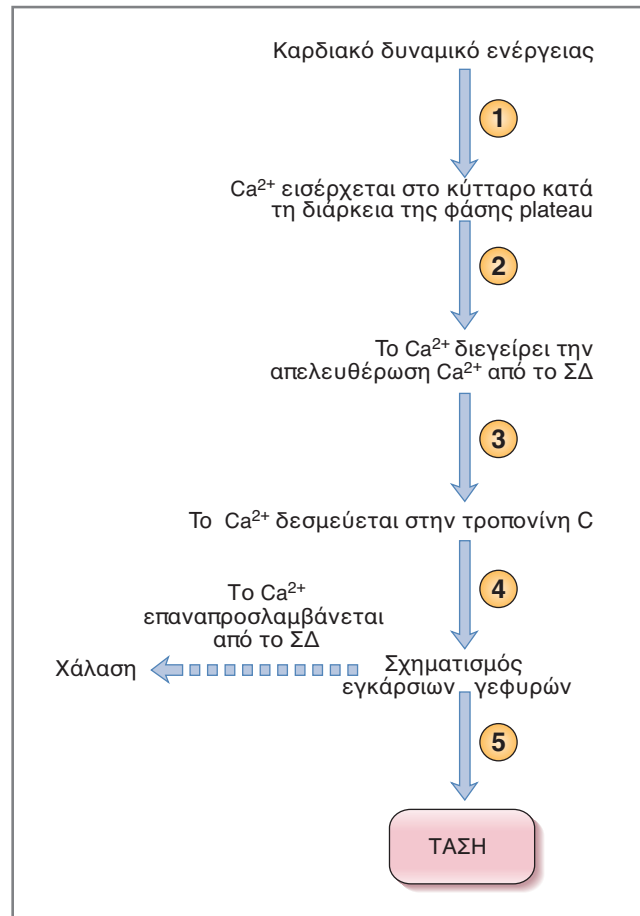 Καρδιακό δυναμικό ενέργειας
1
Ca²⁺ εισέρχεται στο κύτταρο κατά
τη διάρκεια της φάσης plateau
2
Το Ca²⁺ διεγείρει την
απελευθέρωση Ca²⁺ από το ΣΔ
3
Το Ca²⁺ δεσμεύεται στην τροπονίνη C
4
Το Ca²⁺
επαναπροσλαμβάνεται
από το ΣΔ
Χάλαση
Σχηματισμός
εγκάρσιων γεφυρών
5
ΤΑΣΗ